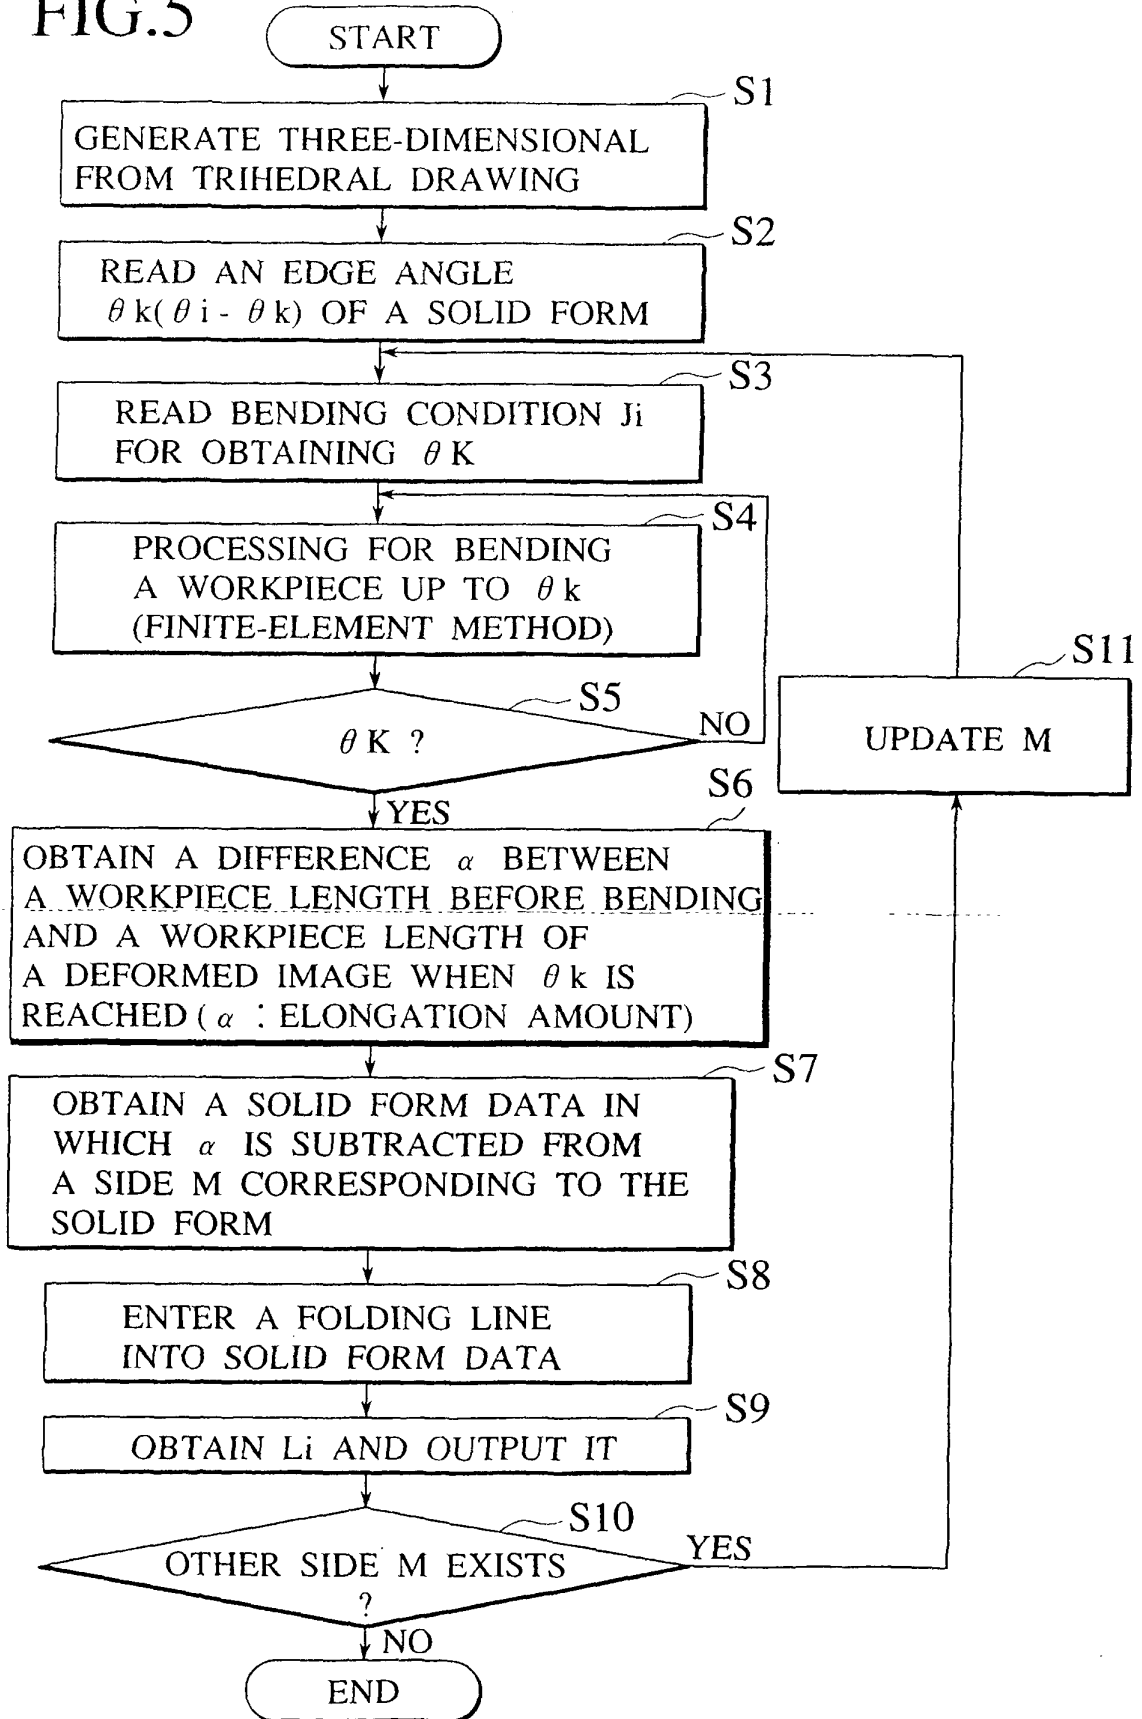 FIG.5
START
S1
GENERATE THREE-DIMENSIONAL
FROM TRIHEDRAL DRAWING
S2
READ AN EDGE ANGLE
θk(θi - θk) OF A SOLID FORM
S3
READ BENDING CONDITION Ji
FOR OBTAINING θK
S4
PROCESSING FOR BENDING
A WORKPIECE UP TO θk
(FINITE-ELEMENT METHOD)
S5
θK ?
NO
YES
S11
UPDATE M
S6
OBTAIN A DIFFERENCE α BETWEEN
A WORKPIECE LENGTH BEFORE BENDING
AND A WORKPIECE LENGTH OF
A DEFORMED IMAGE WHEN θk IS
REACHED (α : ELONGATION AMOUNT)
S7
OBTAIN A SOLID FORM DATA IN
WHICH α IS SUBTRACTED FROM
A SIDE M CORRESPONDING TO THE
SOLID FORM
S8
ENTER A FOLDING LINE
INTO SOLID FORM DATA
S9
OBTAIN Li AND OUTPUT IT
S10
OTHER SIDE M EXISTS
?
YES
NO
END